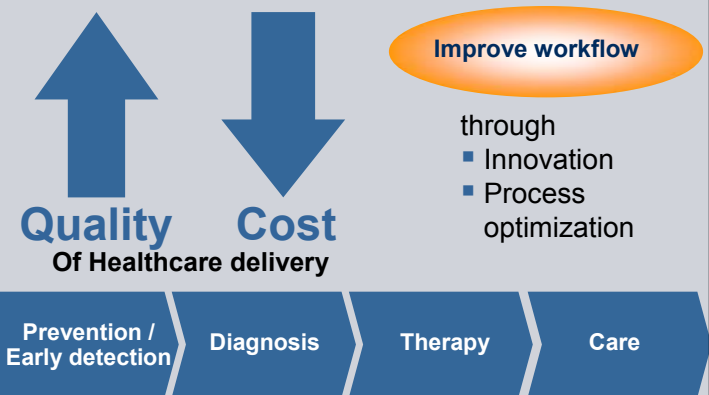 Quality Cost
Of Healthcare delivery
Improve workflow
through
▪ Innovation
▪ Process
optimization
Prevention /
Early detection
Diagnosis
Therapy
Care